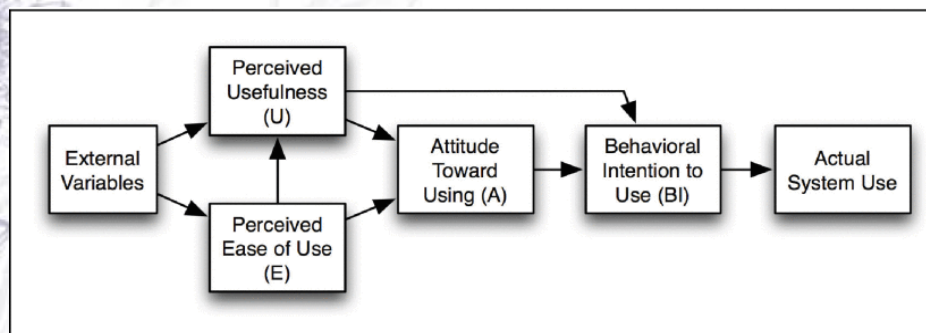 External
Variables
Perceived
Usefulness
(U)
Perceived
Ease of Use
(E)
Attitude
Toward
Using (A)
Behavioral
Intention to
Use (BI)
Actual
System Use